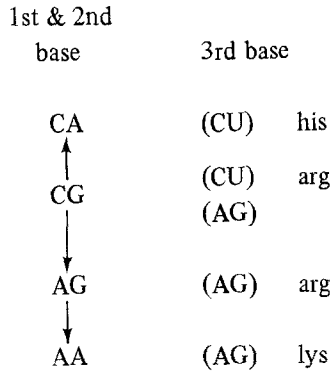 1st & 2nd
base 3rd base
CA (CU) his
(CU) arg
CG
(AG)
AG (AG) arg
AA (AG) lys